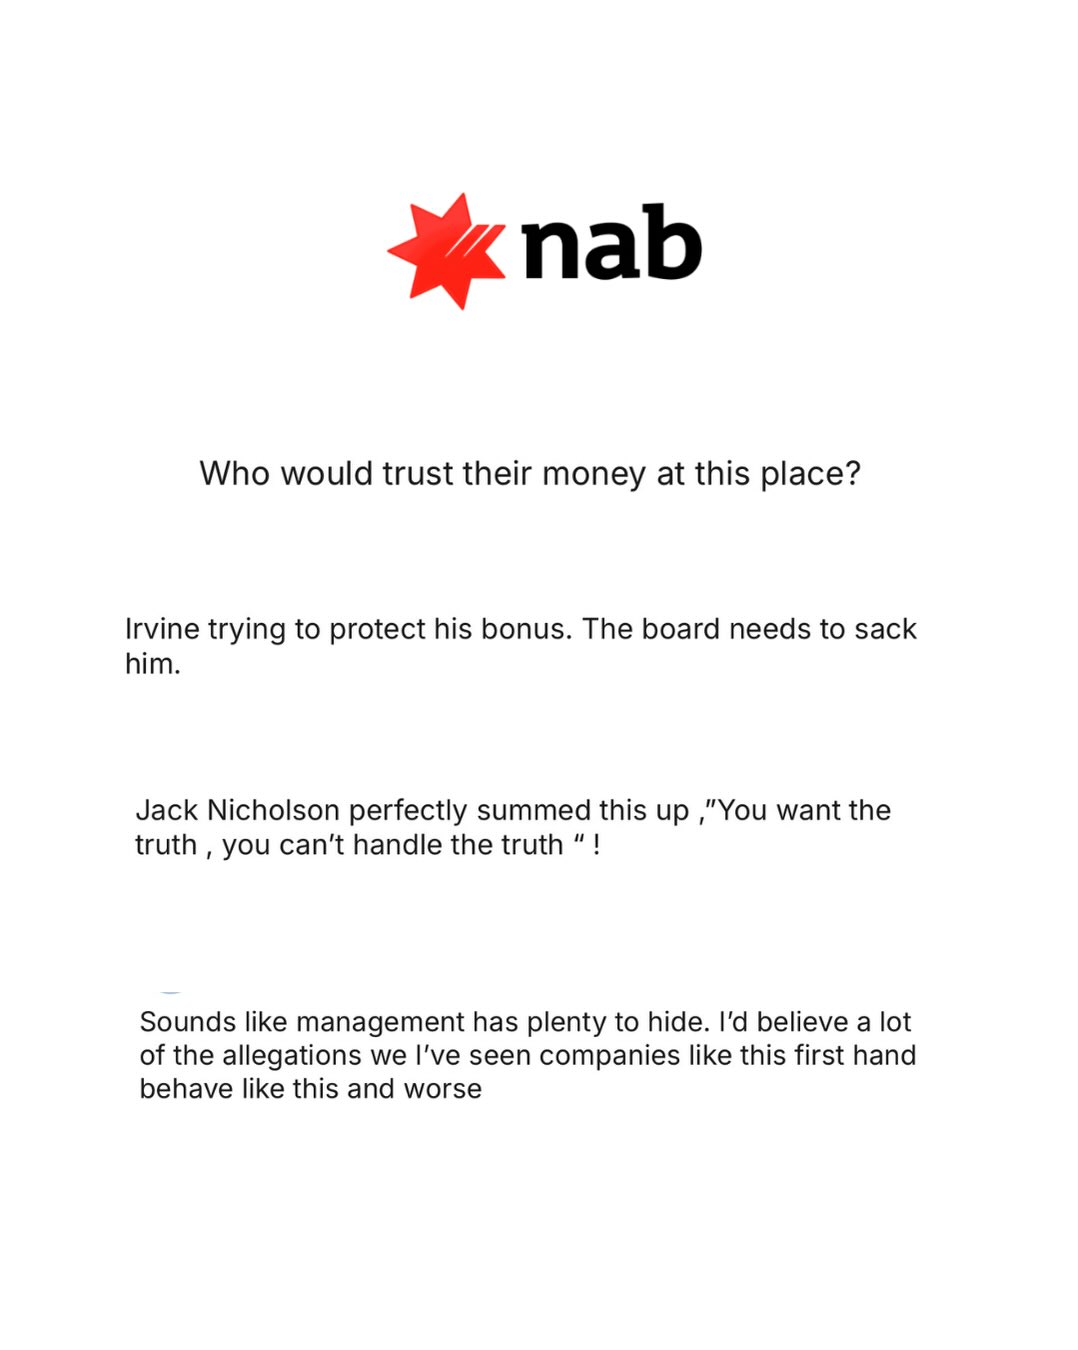 nab
Who would trust their money at this place?
Irvine trying to protect his bonus. The board needs to sack
him.
Jack Nicholson perfectly summed this up ,”You want the
truth , you can’t handle the truth “ !
Sounds like management has plenty to hide. I’d believe a lot
of the allegations we I’ve seen companies like this first hand
behave like this and worse